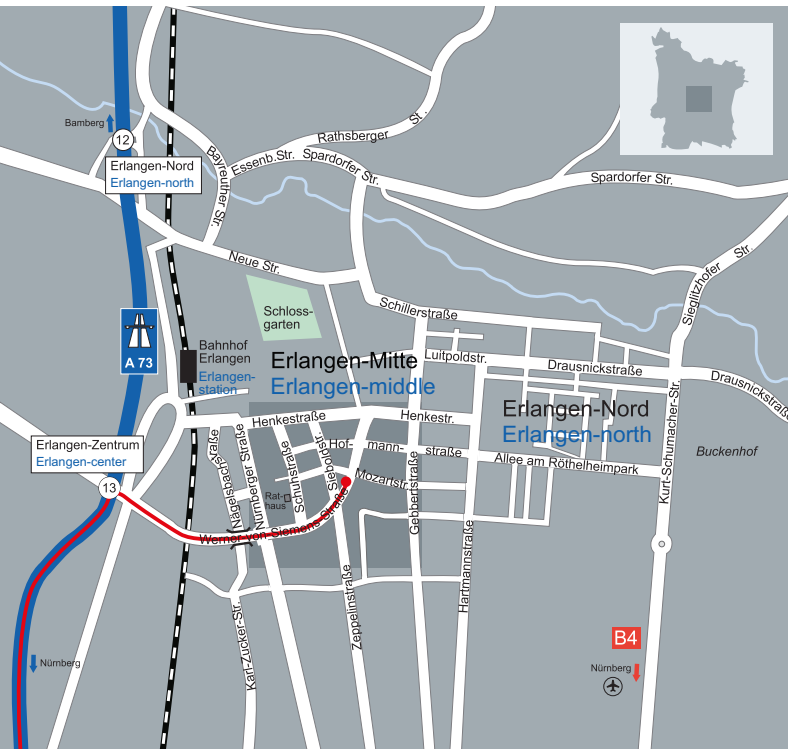 Bamberg
12
Erlangen-Nord
Erlangen-north
Bayreuther Str.
Essenb.Str.
Rathsberger
St .
Spardorfer Str.
Spardorfer Str.
Neue Str.
Sieglitzhofer Str.
Schloss-
garten
Schillerstraße
A 73
Bahnhof
Erlangen
Erlangen-
station
Erlangen-Mitte
Erlangen-middle
Luitpoldstr.
Drausnickstraße
Drausnickstraße
Erlangen-Nord
Erlangen-north
Henkestraße
Henkestr.
Kurt-Schumacher-Str.
Buckenhof
Erlangen-Zentrum
Erlangen-center
13
Nägelsbachstraße
Nürnberger Straße
Schuhstraße
Sieboldstr.
Hof-
mann-
straße
Allee am Röthelheimpark
Mozartstr.
Rat-
haus
Gebbertstraße
Werner-von-Siemens-Straße
Hartmannstraße
Zeppelinstraße
Karl-Zucker-Str.
Nürnberg
B4
Nürnberg